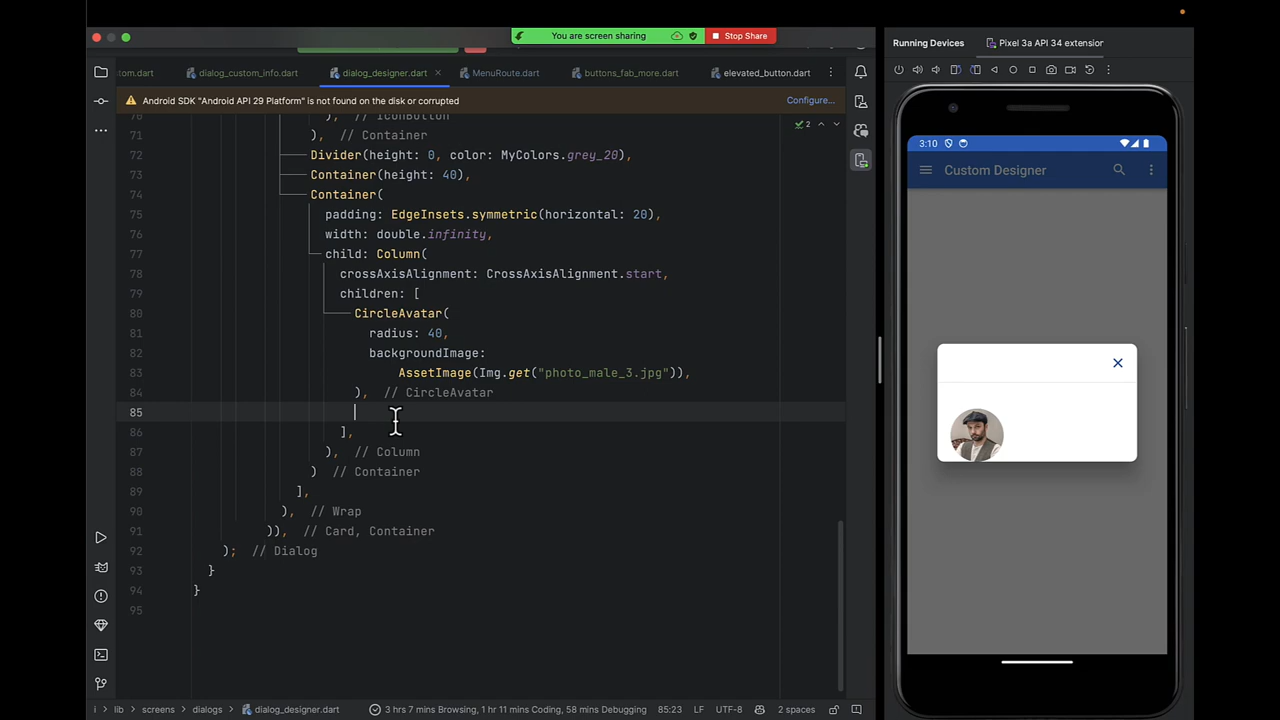 You are screen sharing
Stop Share
Running Devices
Pixel 3a API 34 extension
tom.dart
dialog_custom_info.dart
dialog_designer.dart
MenuRoute.dart
buttons_fab_more.dart
elevated_button.dart
Android SDK "Android API 29 Platform" is not found on the disk or corrupted
Configure...
2
70 ), // IconButton
71 ), // Container
72 Divider(height: 0, color: MyColors.grey_20),
73 Container(height: 40),
74 Container(
75 padding: EdgeInsets.symmetric(horizontal: 20),
76 width: double.infinity,
77 child: Column(
78 crossAxisAlignment: CrossAxisAlignment.start,
79 children: [
80 CircleAvatar(
81 radius: 40,
82 backgroundImage:
83 AssetImage(Img.get("photo_male_3.jpg")),
84 ), // CircleAvatar
85
86 ],
87 ), // Column
88 ) // Container
89 ],
90 ), // Wrap
91 )), // Card, Container
92 ); // Dialog
93 }
94 }
95
3:10
Custom Designer
lib
screens
dialogs
dialog_designer.dart
3 hrs 7 mins Browsing, 1 hr 11 mins Coding, 58 mins Debugging
85:23
LF
UTF-8
2 spaces